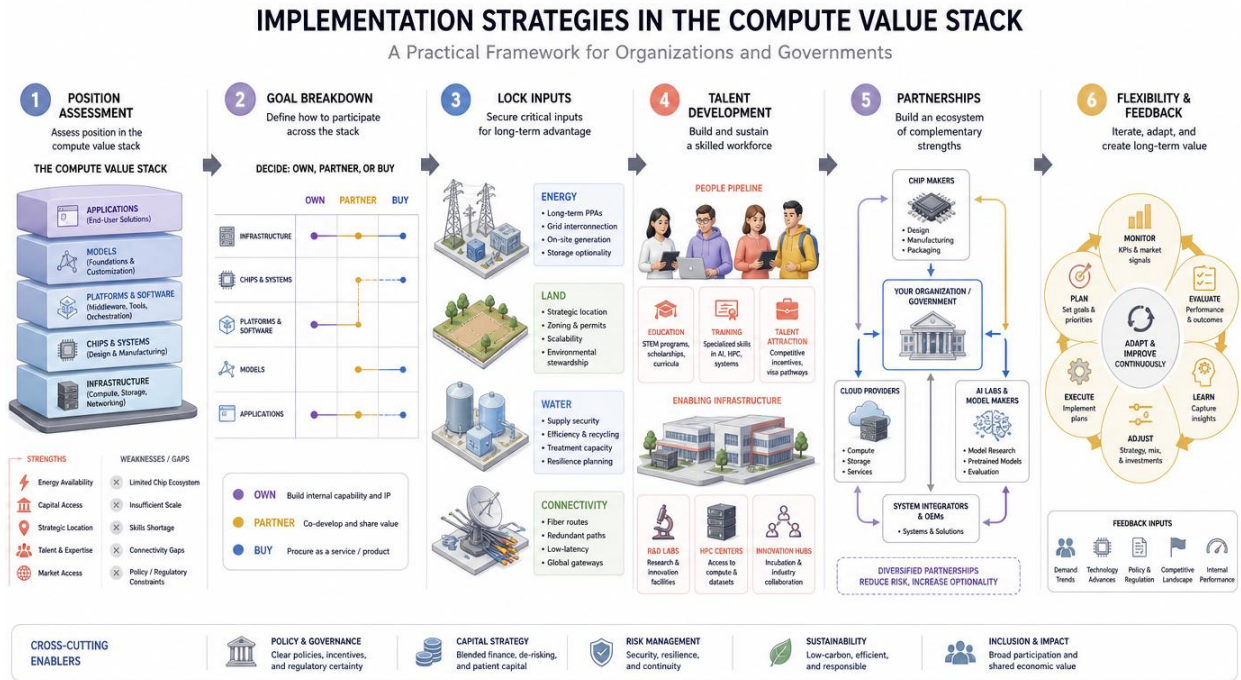 IMPLEMENTATION STRATEGIES IN THE COMPUTE VALUE STACK
A Practical Framework for Organizations and Governments
1
POSITION
ASSESSMENT
Assess position in the
compute value stack
THE COMPUTE VALUE STACK
APPLICATIONS
(End-User Solutions)
MODELS
(Foundations &
Customization)
PLATFORMS & SOFTWARE
(Middleware, Tools,
Orchestration)
CHIPS & SYSTEMS
(Design & Manufacturing)
INFRASTRUCTURE
(Compute, Storage,
Networking)
STRENGTHS
Energy Availability
Capital Access
Strategic Location
Talent & Expertise
Market Access
WEAKNESSES / GAPS
Limited Chip Ecosystem
Insufficient Scale
Skills Shortage
Connectivity Gaps
Policy / Regulatory
Constraints
2
GOAL BREAKDOWN
Define how to participate
across the stack
DECIDE: OWN, PARTNER, OR BUY
OWN PARTNER BUY
INFRASTRUCTURE
CHIPS & SYSTEMS
PLATFORMS &
SOFTWARE
MODELS
APPLICATIONS
OWN Build internal capability and IP
PARTNER Co-develop and share value
BUY Procure as a service / product
3
LOCK INPUTS
Secure critical inputs
for long-term advantage
ENERGY
• Long-term PPAs
• Grid interconnection
• On-site generation
• Storage optionality
LAND
• Strategic location
• Zoning & permits
• Scalability
• Environmental
stewardship
WATER
• Supply security
• Efficiency & recycling
• Treatment capacity
• Resilience planning
CONNECTIVITY
• Fiber routes
• Redundant paths
• Low-latency
• Global gateways
4
TALENT
DEVELOPMENT
Build and sustain
a skilled workforce
PEOPLE PIPELINE
EDUCATION
STEM programs,
scholarships,
curricula
TRAINING
Specialized skills
in AI, HPC,
systems
TALENT
ATTRACTION
Competitive
incentives,
visa pathways
ENABLING INFRASTRUCTURE
R&D LABS
Research &
innovation
facilities
HPC CENTERS
Access to
compute &
datasets
INNOVATION HUBS
Incubation &
industry
collaboration
5
PARTNERSHIPS
Build an ecosystem
of complementary
strengths
CHIP MAKERS
• Design
• Manufacturing
• Packaging
YOUR ORGANIZATION /
GOVERNMENT
CLOUD PROVIDERS
• Compute
• Storage
• Services
AI LABS &
MODEL MAKERS
• Model Research
• Pretrained Models
• Evaluation
SYSTEM INTEGRATORS
& OEMs
• Systems & Solutions
DIVERSIFIED PARTNERSHIPS
REDUCE RISK, INCREASE OPTIONALITY
6
FLEXIBILITY &
FEEDBACK
Iterate, adapt, and
create long-term value
MONITOR
KPIs & market
signals
EVALUATE
Performance
& outcomes
LEARN
Capture
insights
ADJUST
Strategy, mix,
& investments
EXECUTE
Implement
plans
PLAN
Set goals &
priorities
ADAPT &
IMPROVE
CONTINUOUSLY
FEEDBACK INPUTS
Demand
Trends
Technology
Advances
Policy &
Regulation
Competitive
Landscape
Internal
Performance
CROSS-CUTTING
ENABLERS
POLICY & GOVERNANCE
Clear policies, incentives,
and regulatory certainty
CAPITAL STRATEGY
Blended finance, de-risking,
and patient capital
RISK MANAGEMENT
Security, resilience,
and continuity
SUSTAINABILITY
Low-carbon, efficient,
and responsible
INCLUSION & IMPACT
Broad participation and
shared economic value